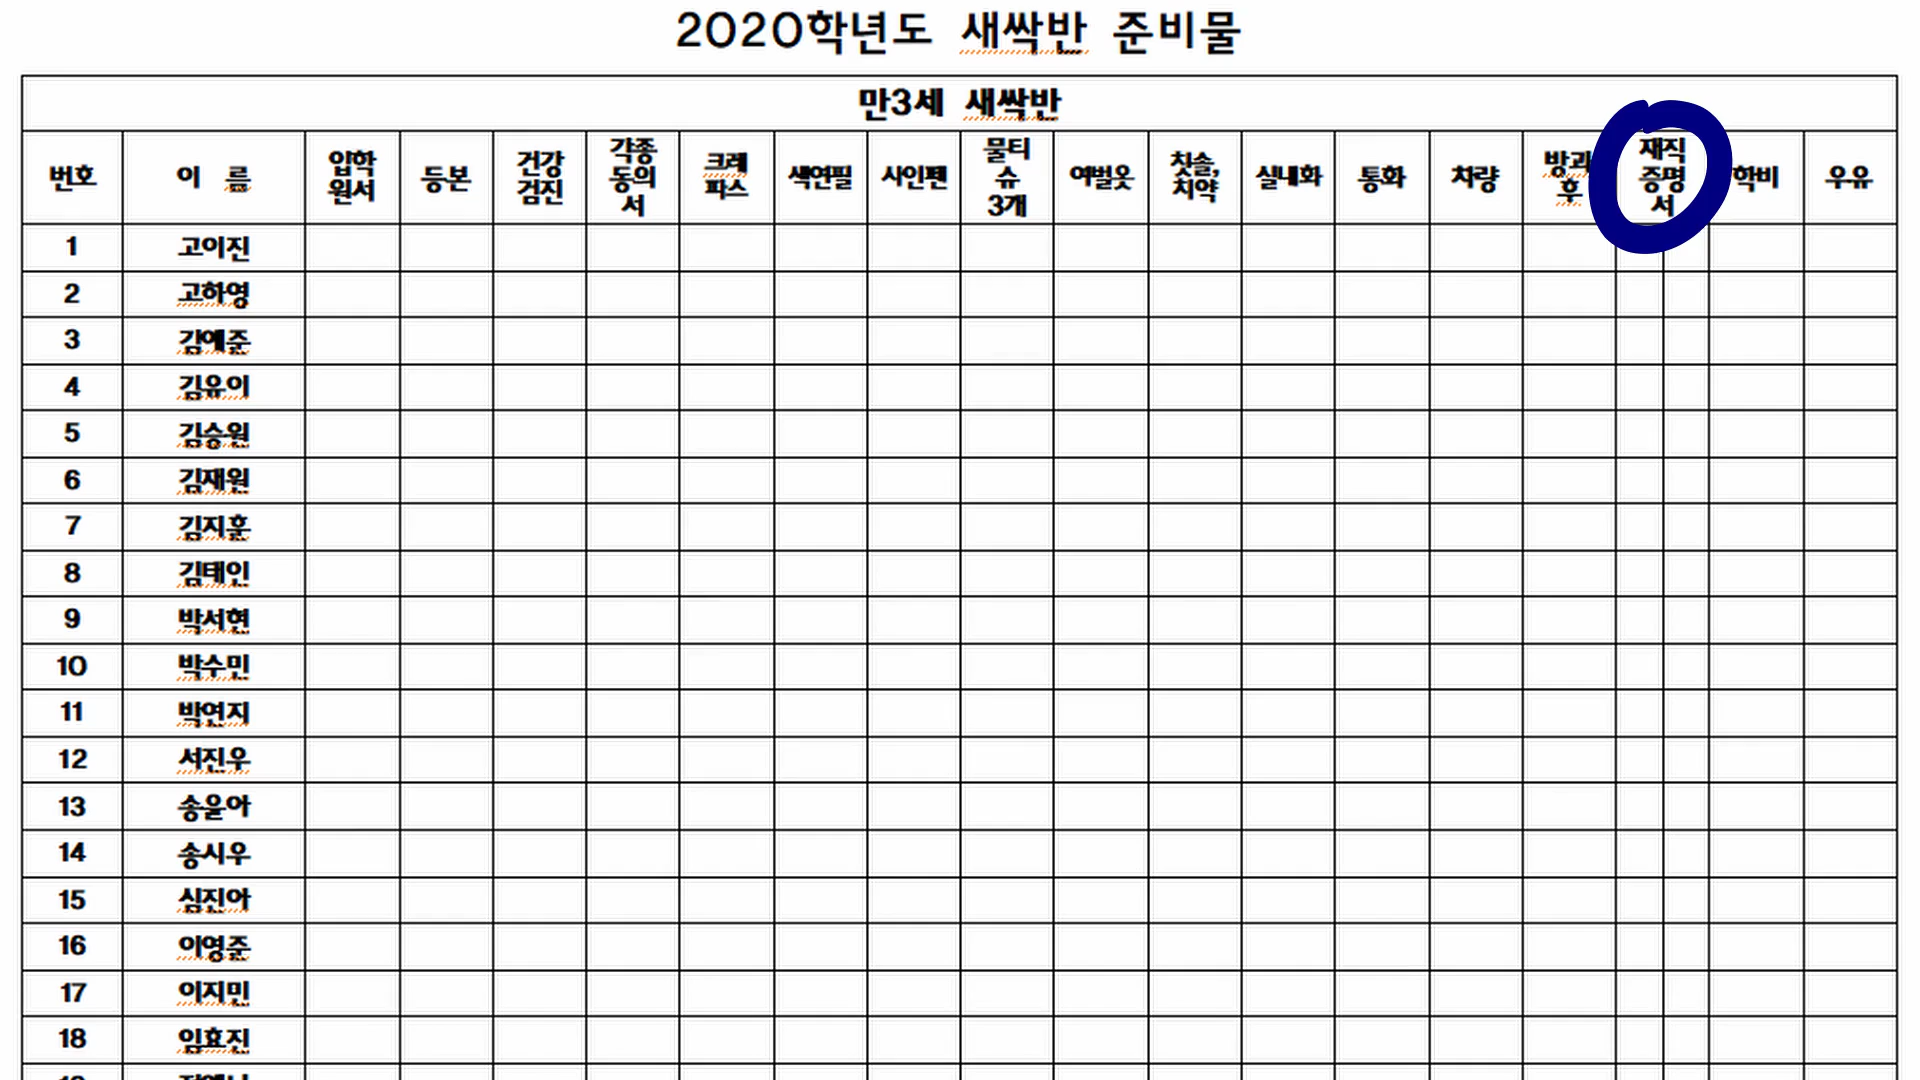 2020학년도 새싹반 준비물
만3세 새싹반
번호 이 름 입학 원서 등본 건강 검진 각종 동의 서 크레 파스 색연필 사인펜 물티 슈 3개 여벌옷 칫솔, 치약 실내화 통화 차량 방과 후 재직 증명 서 학비 우유
1 고이진
2 고하영
3 김예준
4 김유이
5 김승원
6 김재원
7 김지훈
8 김태인
9 박서현
10 박수민
11 박연지
12 서진우
13 송윤아
14 송시우
15 심진아
16 이영준
17 이지민
18 임효진